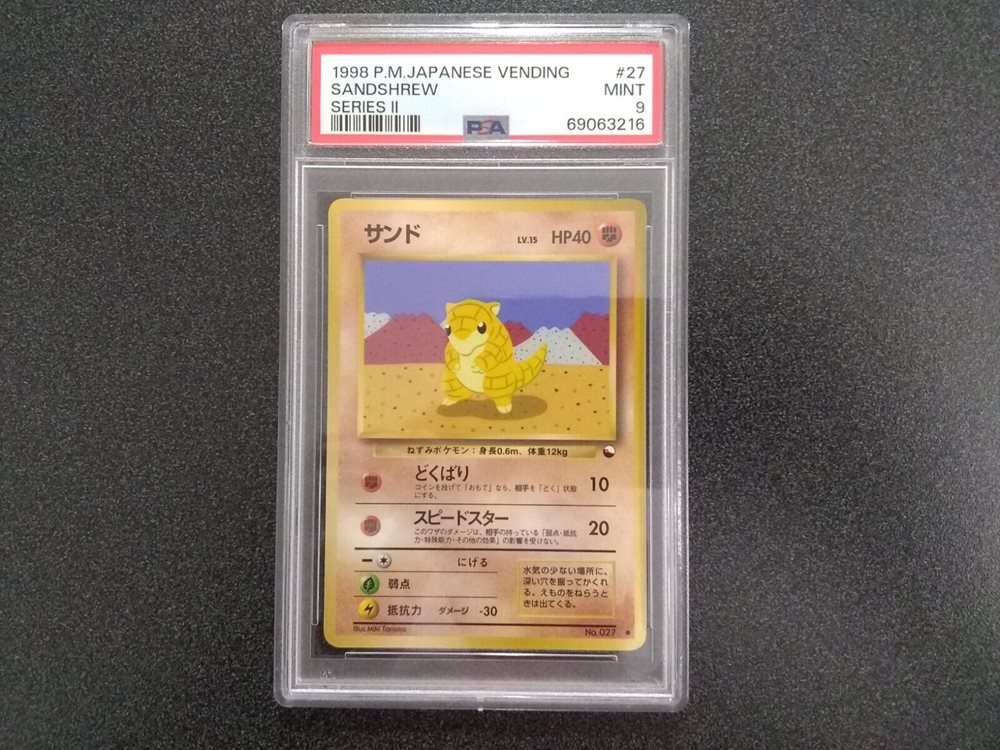 1998 P.M.JAPANESE VENDING #27
SANDSHREW MINT
SERIES II 9
PSA 69063216
サンド LV.15 HP40
ねずみポケモン：身長0.6m、体重12kg
どくばり 10
コインを投げて「おもて」なら、相手を「どく」状態
にする。
スピードスター 20
このワザのダメージは、相手の持っている「弱点・抵抗
力・特殊能力・その他の効果」の影響を受けない。
にげる
弱点
抵抗力 ダメージ -30
水気の少ない場所に、
深い穴を掘ってかくれ
る。えものをねらうと
きは出てくる。
Illus.Miki Tanaka No.027